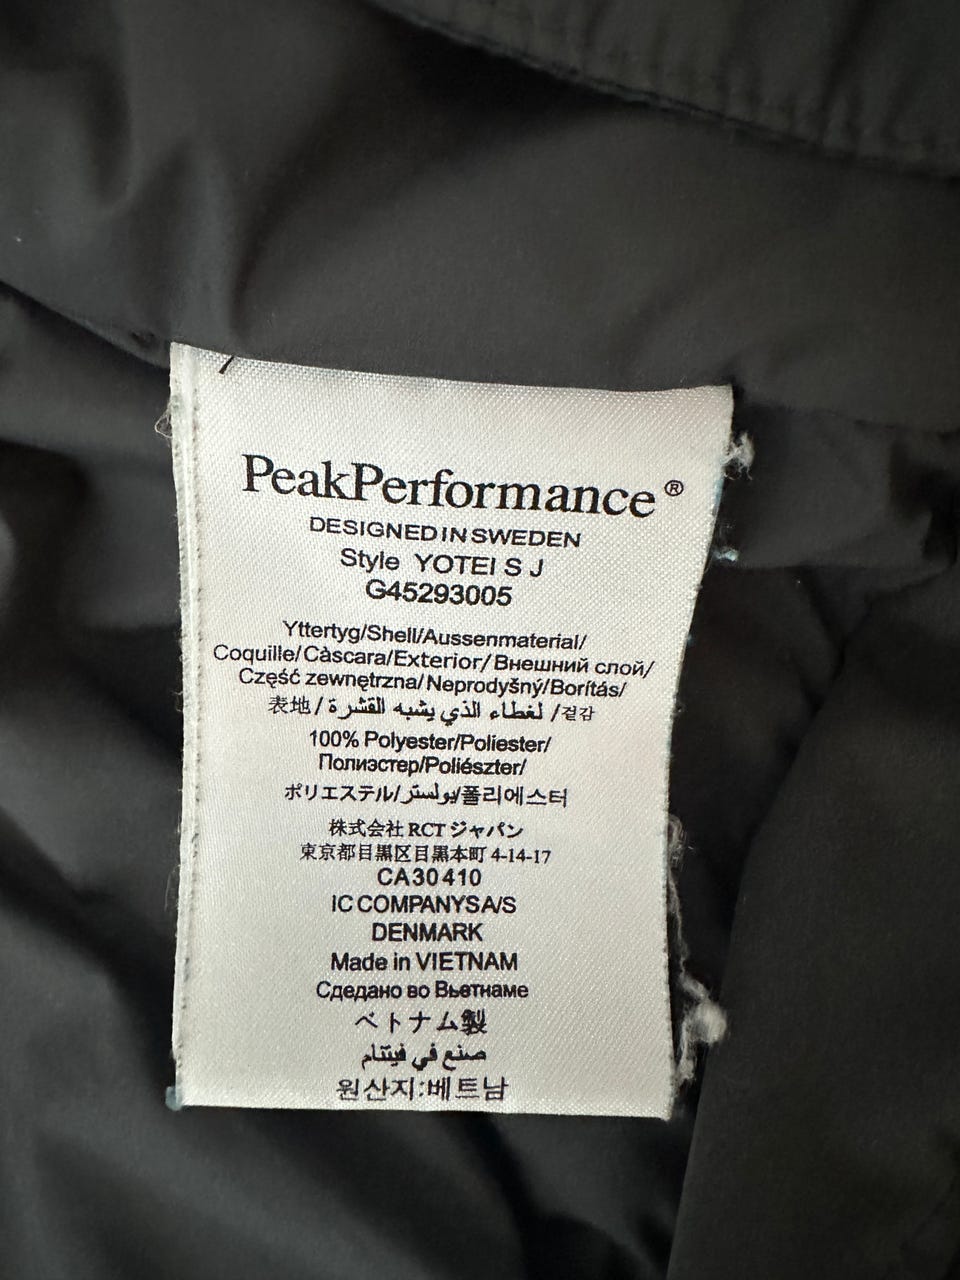 PeakPerformance®
DESIGNED IN SWEDEN
Style YOTEI S J
G45293005
Yttertyg/Shell/Aussenmaterial/
Coquille/Càscara/Exterior/Внешний слой/
Część zewnętrzna/Neprodyšný/Borítás/
表地/لغطاء الذي يشبه القشرة/겉감
100% Polyester/Poliester/
Полиэстер/Poliészter/
ポリエステル/بولستر/폴리에스터
株式会社 RCT ジャパン
東京都目黒区目黒本町 4-14-17
CA30410
IC COMPANYS A/S
DENMARK
Made in VIETNAM
Сделано во Вьетнаме
ベトナム製
صنع في فيتنام
원산지:베트남